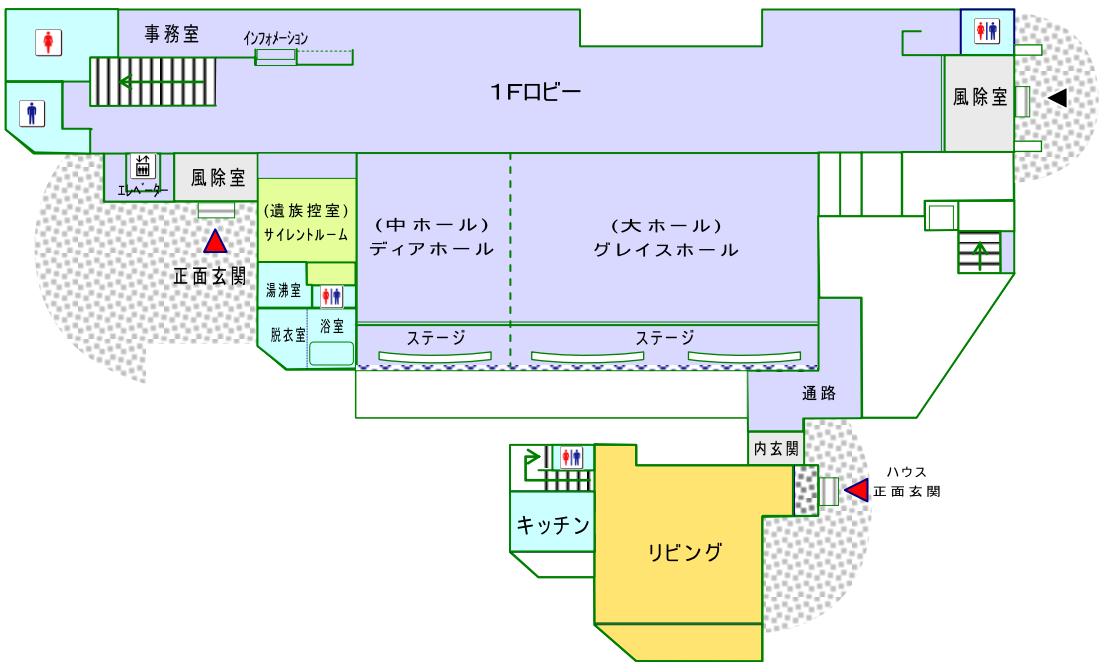 事務室
インフォメーション
1Fロビー
風除室
エレベーター
風除室
(遺族控室)
サイレントルーム
(中ホール)
ディアホール
(大ホール)
グレイスホール
正面玄関
湯沸室
脱衣室
浴室
ステージ
ステージ
通路
内玄関
ハウス
正面玄関
キッチン
リビング